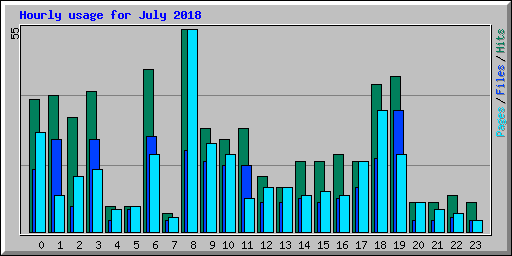 Hourly usage for July 2018
55
Pages/Files/Hits
0 1 2 3 4 5 6 7 8 9 10 11 12 13 14 15 16 17 18 19 20 21 22 23